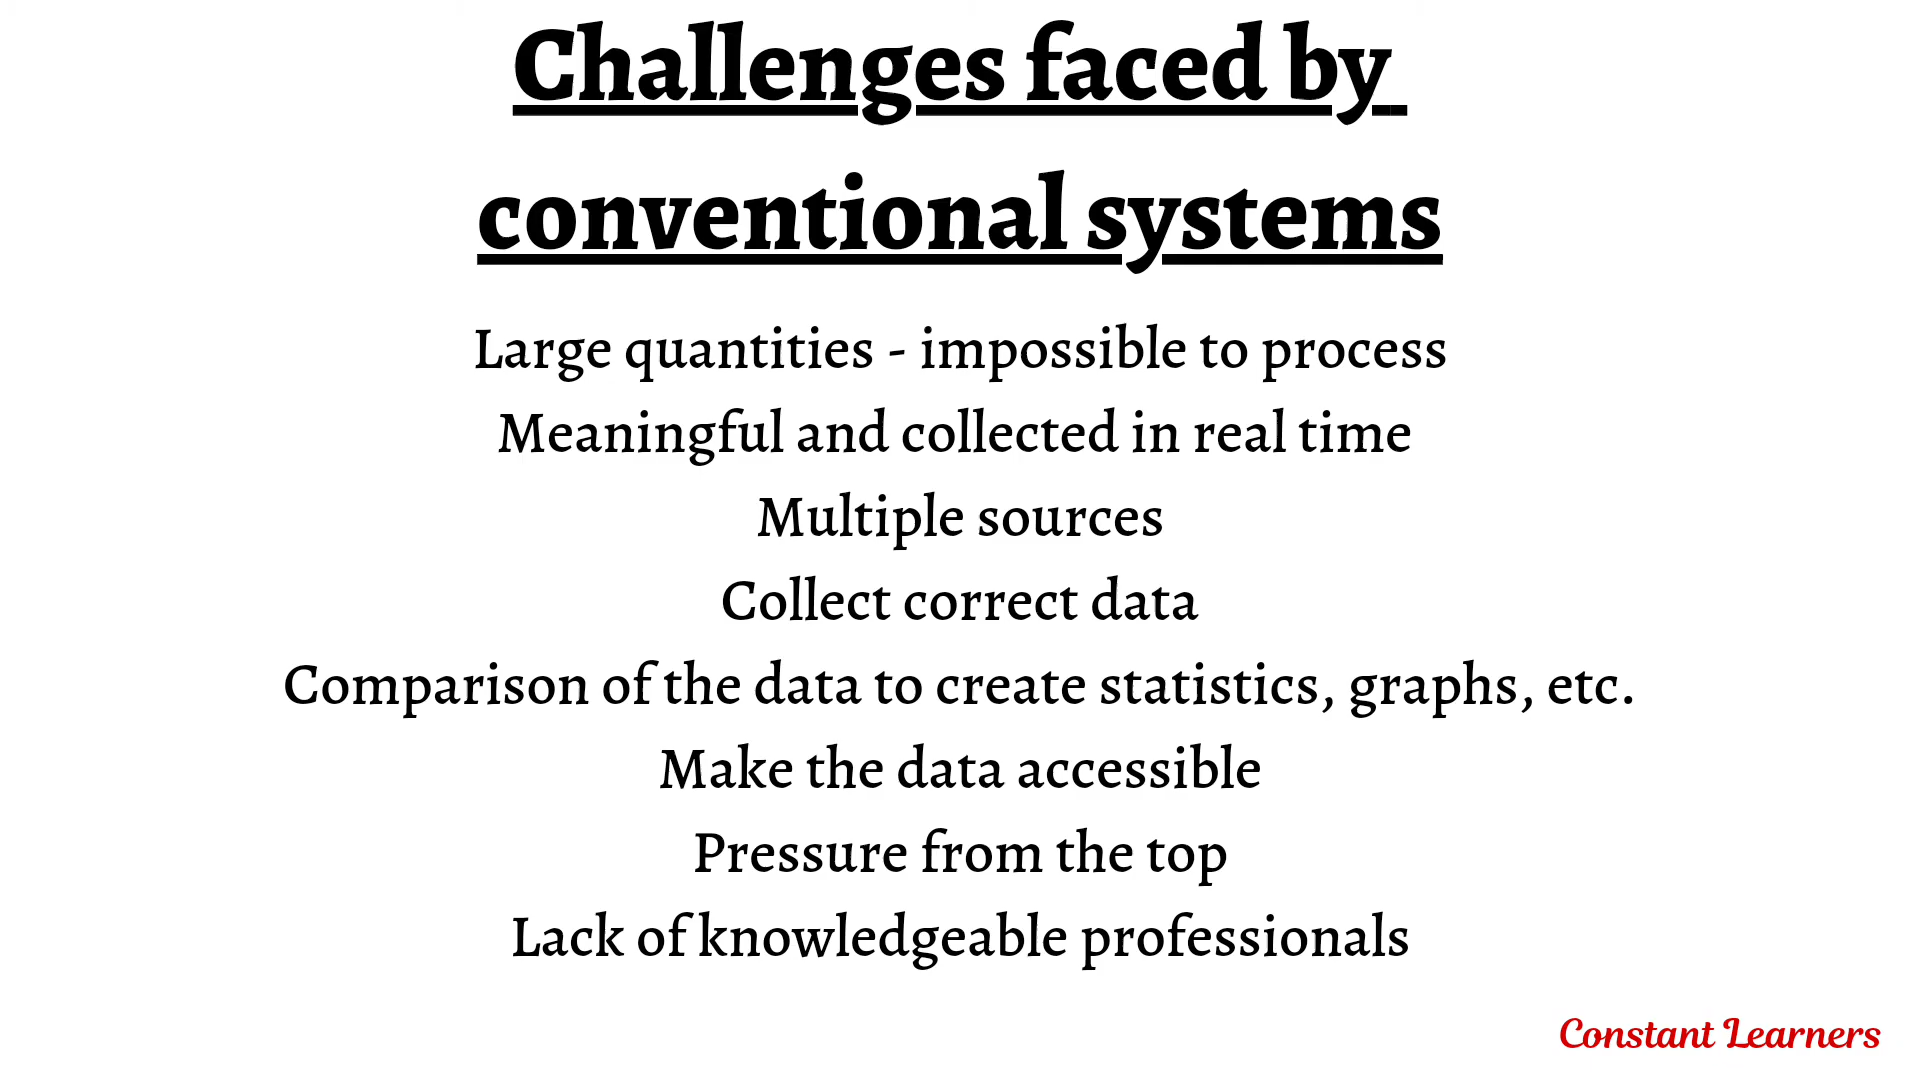 Challenges faced by
conventional systems
Large quantities - impossible to process
Meaningful and collected in real time
Multiple sources
Collect correct data
Comparison of the data to create statistics, graphs, etc.
Make the data accessible
Pressure from the top
Lack of knowledgeable professionals
Constant Learners